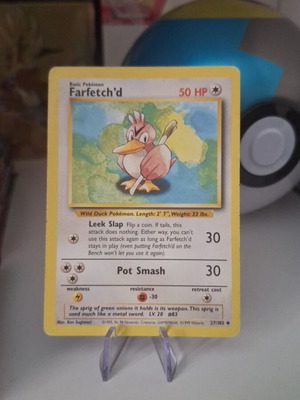 Basic Pokémon
Farfetch'd
50 HP
Wild Duck Pokémon. Length: 2' 7", Weight: 33 lbs.
Leek Slap Flip a coin. If tails, this
attack does nothing. Either way, you can't
use this attack again as long as Farfetch'd
stays in play (even putting Farfetch'd on
the Bench won't let you use it again).
30
Pot Smash
30
weakness
resistance
retreat cost
-30
The sprig of green onions it holds is its weapon. This sprig is
used much like a metal sword. LV. 20 #83
Illus. Ken Sugimori
27/102